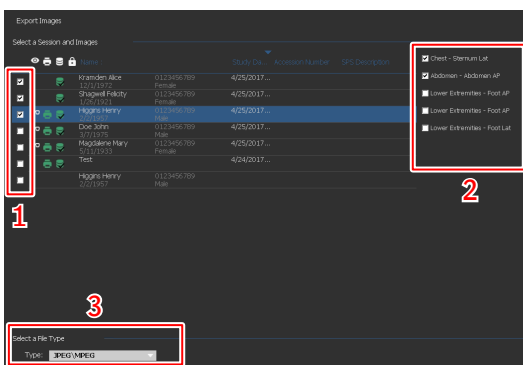 Export Images
Select a Session and Images
Name Study Da... Accession Number SPS Description
Kramden Alice 0123456789 4/25/2017...
12/1/1972 Female
Shagwell Felicity 0123456789 4/25/2017...
1/26/1921 Female
Higgins Henry 0123456789 4/25/2017...
2/2/1957 Male
Doe John 0123456789 4/25/2017...
3/7/1975 Male
Magdalene Mary 0123456789 4/25/2017...
5/11/1933 Female
Test 4/24/2017...
Higgins Henry 0123456789
2/2/1957 Male
Chest - Sternum Lat
Abdomen - Abdomen AP
Lower Extremities - Foot AP
Lower Extremities - Foot AP
Lower Extremities - Foot Lat
1
2
3
Select a File Type
Type: JPEG\MPEG